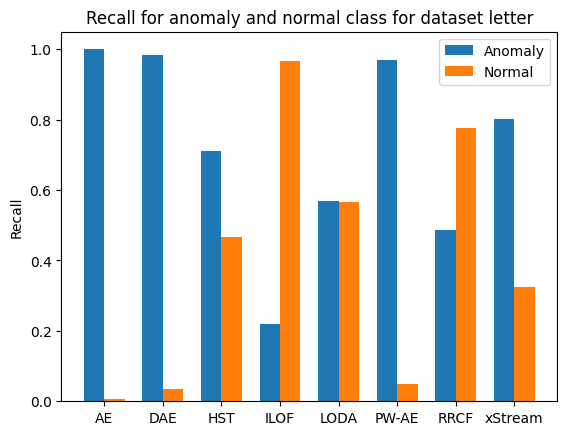 Recall for anomaly and normal class for dataset letter
Anomaly
Normal
Recall
1.0
0.8
0.6
0.4
0.2
0.0
AE DAE HST ILOF LODA PW-AE RRCF xStream